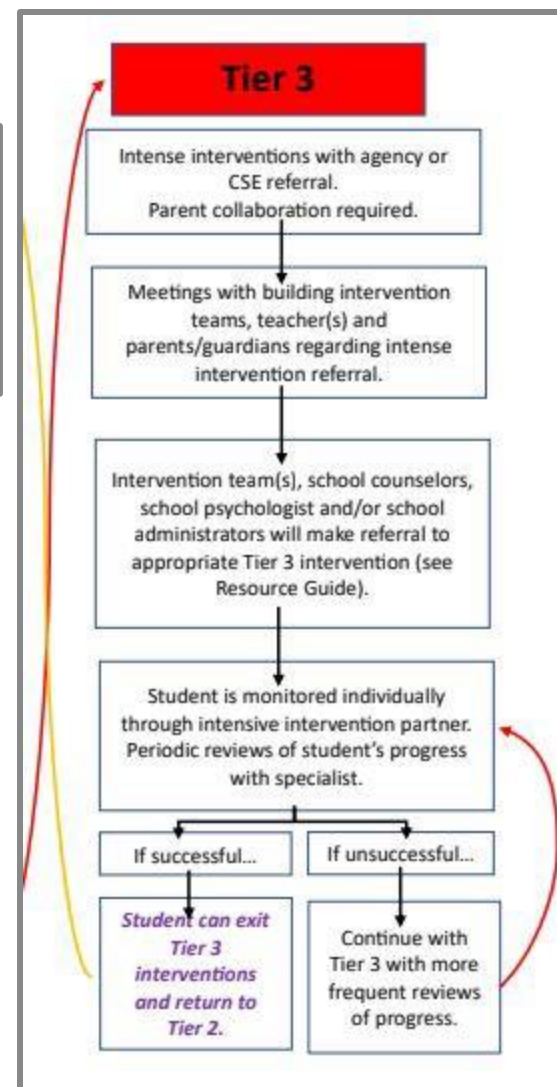 Tier 3
Intense interventions with agency or
CSE referral.
Parent collaboration required.
Meetings with building intervention
teams, teacher(s) and
parents/guardians regarding intense
intervention referral.
Intervention team(s), school counselors,
school psychologist and/or school
administrators will make referral to
appropriate Tier 3 intervention (see
Resource Guide).
Student is monitored individually
through intensive intervention partner.
Periodic reviews of student's progress
with specialist.
If successful...
If unsuccessful...
Student can exit
Tier 3
interventions
and return to
Tier 2.
Continue with
Tier 3 with more
frequent reviews
of progress.